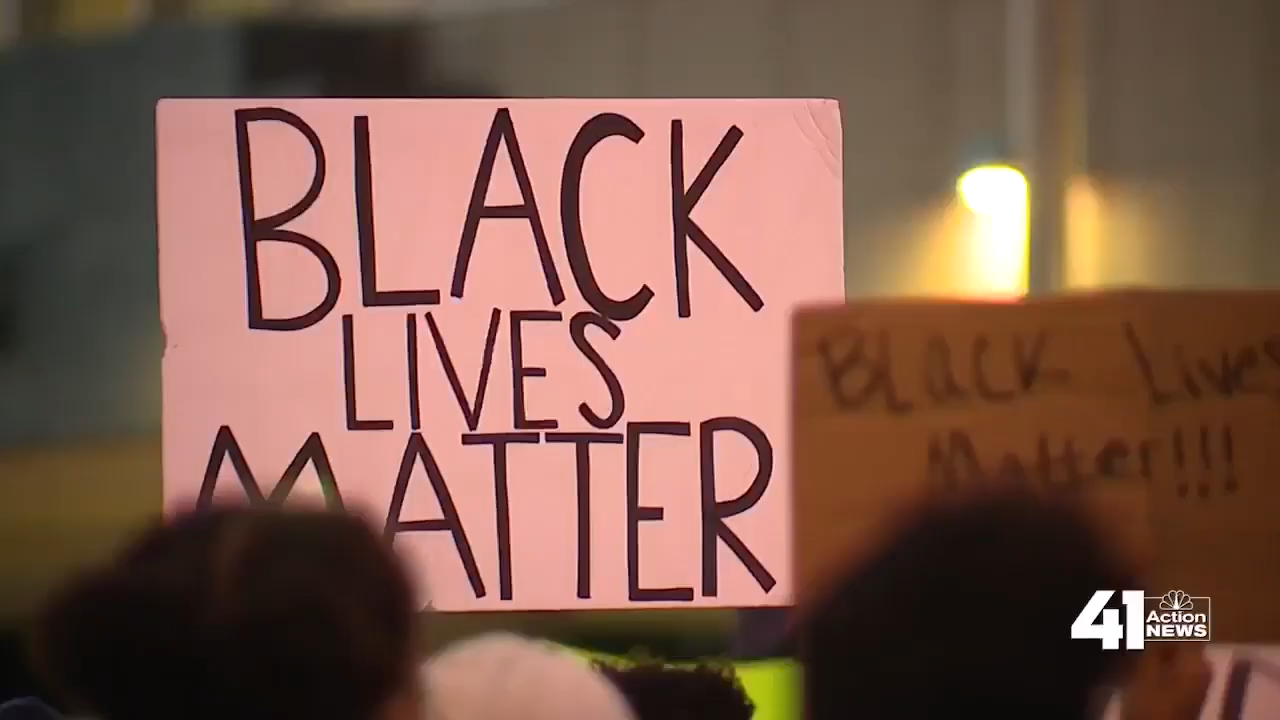 BLACK
LIVES
MATTER
Black Lives
Matter!!!
41 Action
NEWS